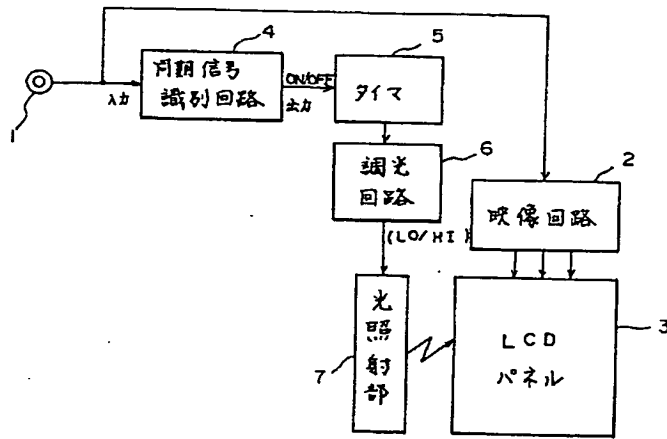 4
同期信号
識別回路
入力
ON/OFF
出力
5
タイマ
1
6
調光
回路
(LO/HI)
2
映像回路
光
照
射
部
7
LCD
パネル
3